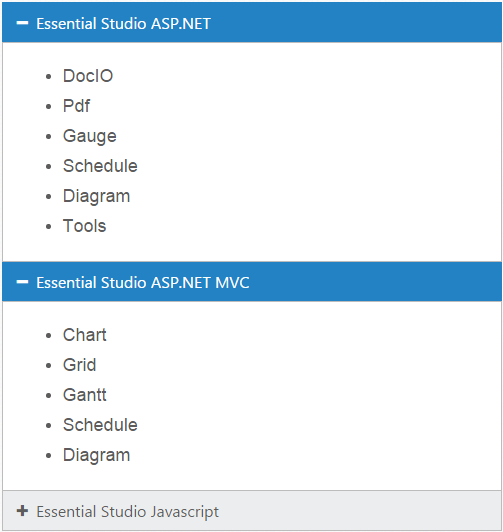 Essential Studio ASP.NET
DocIO
Pdf
Gauge
Schedule
Diagram
Tools
Essential Studio ASP.NET MVC
Chart
Grid
Gantt
Schedule
Diagram
Essential Studio Javascript